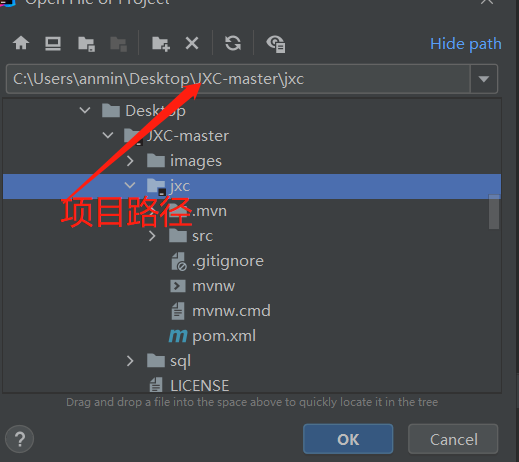 Open File or Project
Hide path
C:\Users\anmin\Desktop\JXC-master\jxc
Desktop
JXC-master
images
jxc
项目路径
.mvn
src
.gitignore
mvnw
mvnw.cmd
pom.xml
sql
LICENSE
Drag and drop a file into the space above to quickly locate it in the tree
?
OK
Cancel